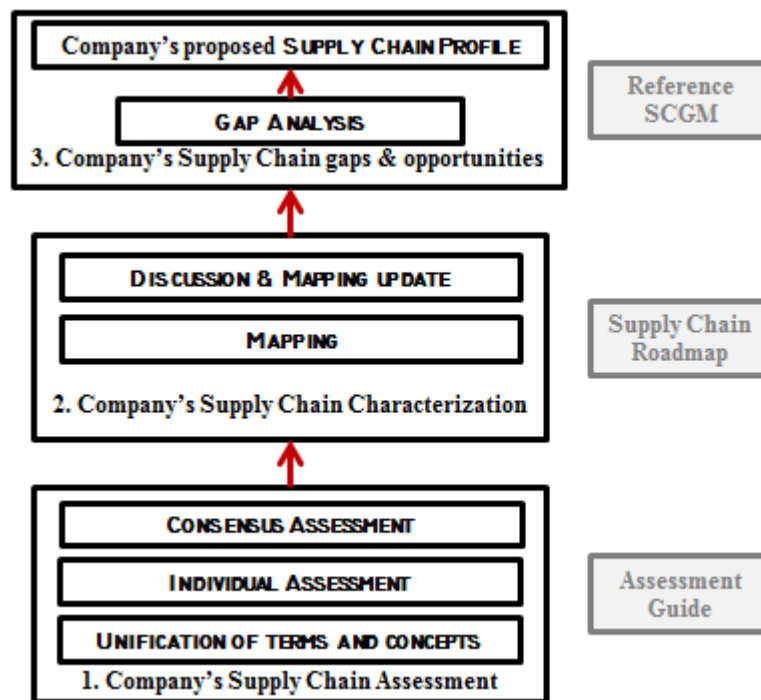 Company's proposed SUPPLY CHAIN PROFILE
GAP ANALYSIS
3. Company's Supply Chain gaps & opportunities
Reference
SCGM
DISCUSSION & MAPPING UPDATE
MAPPING
2. Company's Supply Chain Characterization
Supply Chain
Roadmap
CONSENSUS ASSESSMENT
INDIVIDUAL ASSESSMENT
UNIFICATION OF TERMS AND CONCEPTS
1. Company's Supply Chain Assessment
Assessment
Guide